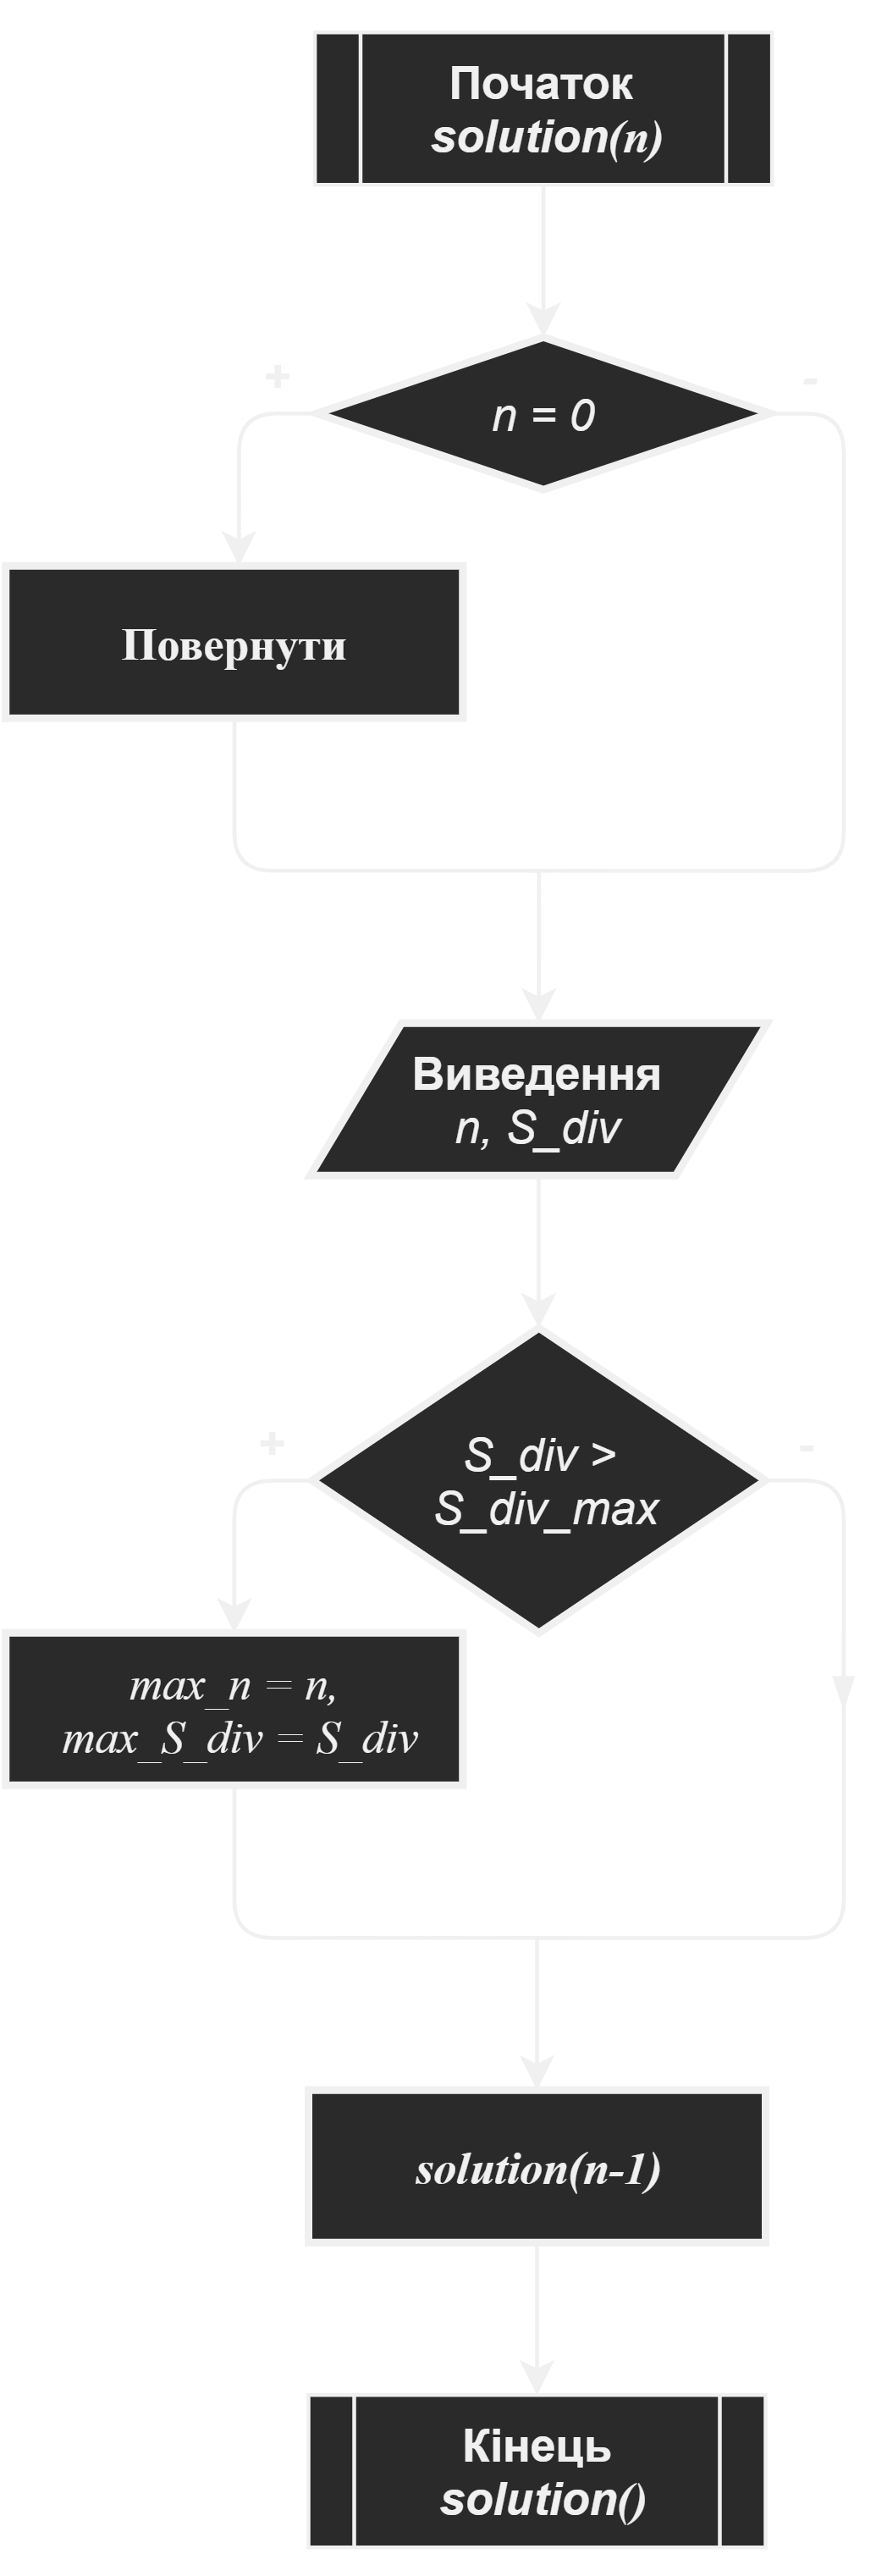 Початок
solution(n)
+
-
n = 0
Повернути
Виведення
n, S_div
+
-
S_div >
S_div_max
max_n = n,
max_S_div = S_div
solution(n-1)
Кінець
solution()